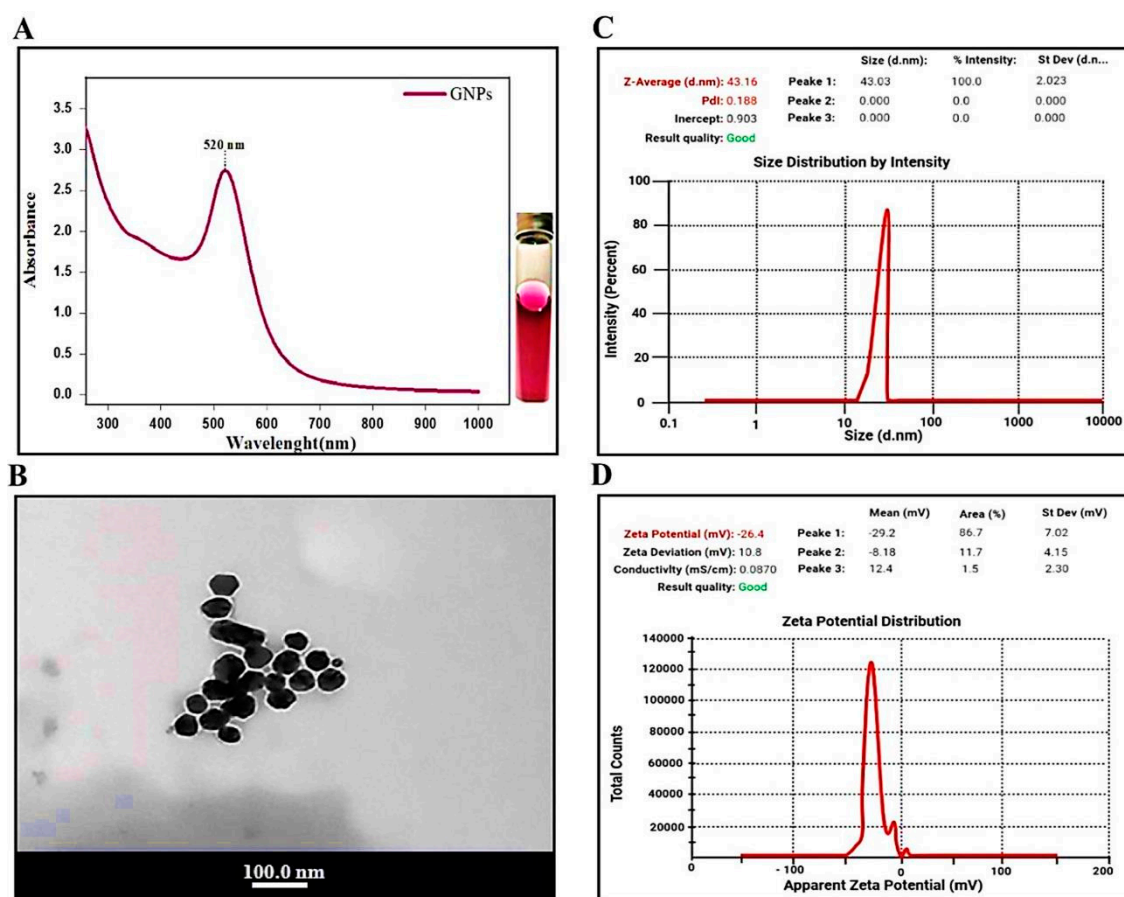 A
GNPs
520 nm
3.5
3.0
2.5
2.0
1.5
1.0
0.5
0.0
Absorbance
300 400 500 600 700 800 900 1000
Wavelenght(nm)
B
100.0 nm
C
Size (d.nm): % Intensity: St Dev (d.n...
Z-Average (d.nm): 43.16 Peake 1: 43.03 100.0 2.023
PdI: 0.188 Peake 2: 0.000 0.0 0.000
Inercept: 0.903 Peake 3: 0.000 0.0 0.000
Result quality: Good
Size Distribution by Intensity
100
80
60
40
20
0
Intensity (Percent)
0.1 1 10 100 1000 10000
Size (d.nm)
D
Mean (mV) Area (%) St Dev (mV)
Zeta Potential (mV): -26.4 Peake 1: -29.2 86.7 7.02
Zeta Deviation (mV): 10.8 Peake 2: -8.18 11.7 4.15
Conductivlty (mS/cm): 0.0870 Peake 3: 12.4 1.5 2.30
Result quality: Good
Zeta Potential Distribution
140000
120000
100000
80000
60000
40000
20000
Total Counts
0 - 100 0 100 200
Apparent Zeta Potential (mV)